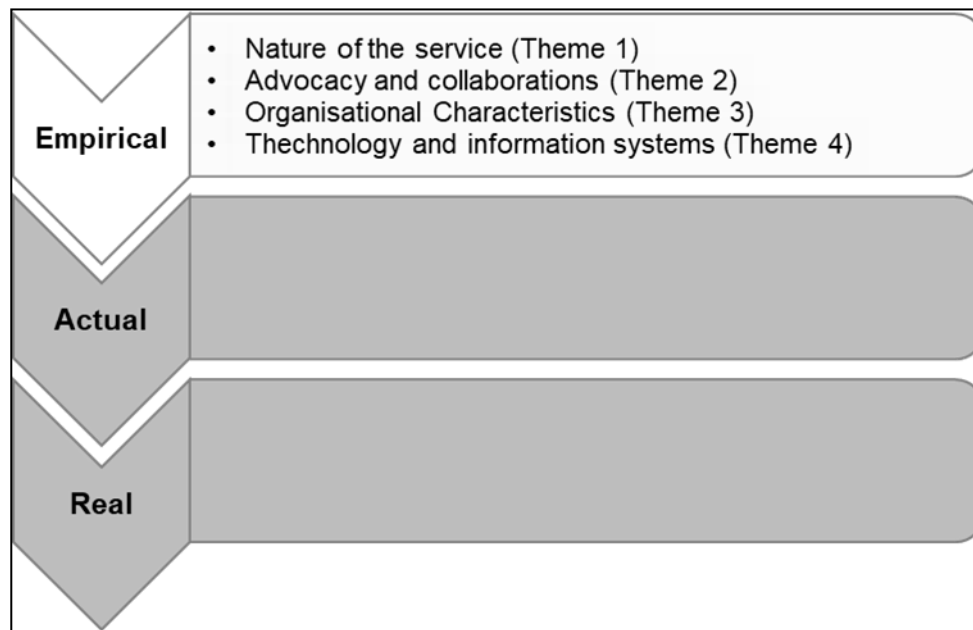 • Nature of the service (Theme 1)
• Advocacy and collaborations (Theme 2)
• Organisational Characteristics (Theme 3)
• Thechnology and information systems (Theme 4)
Empirical
Actual
Real